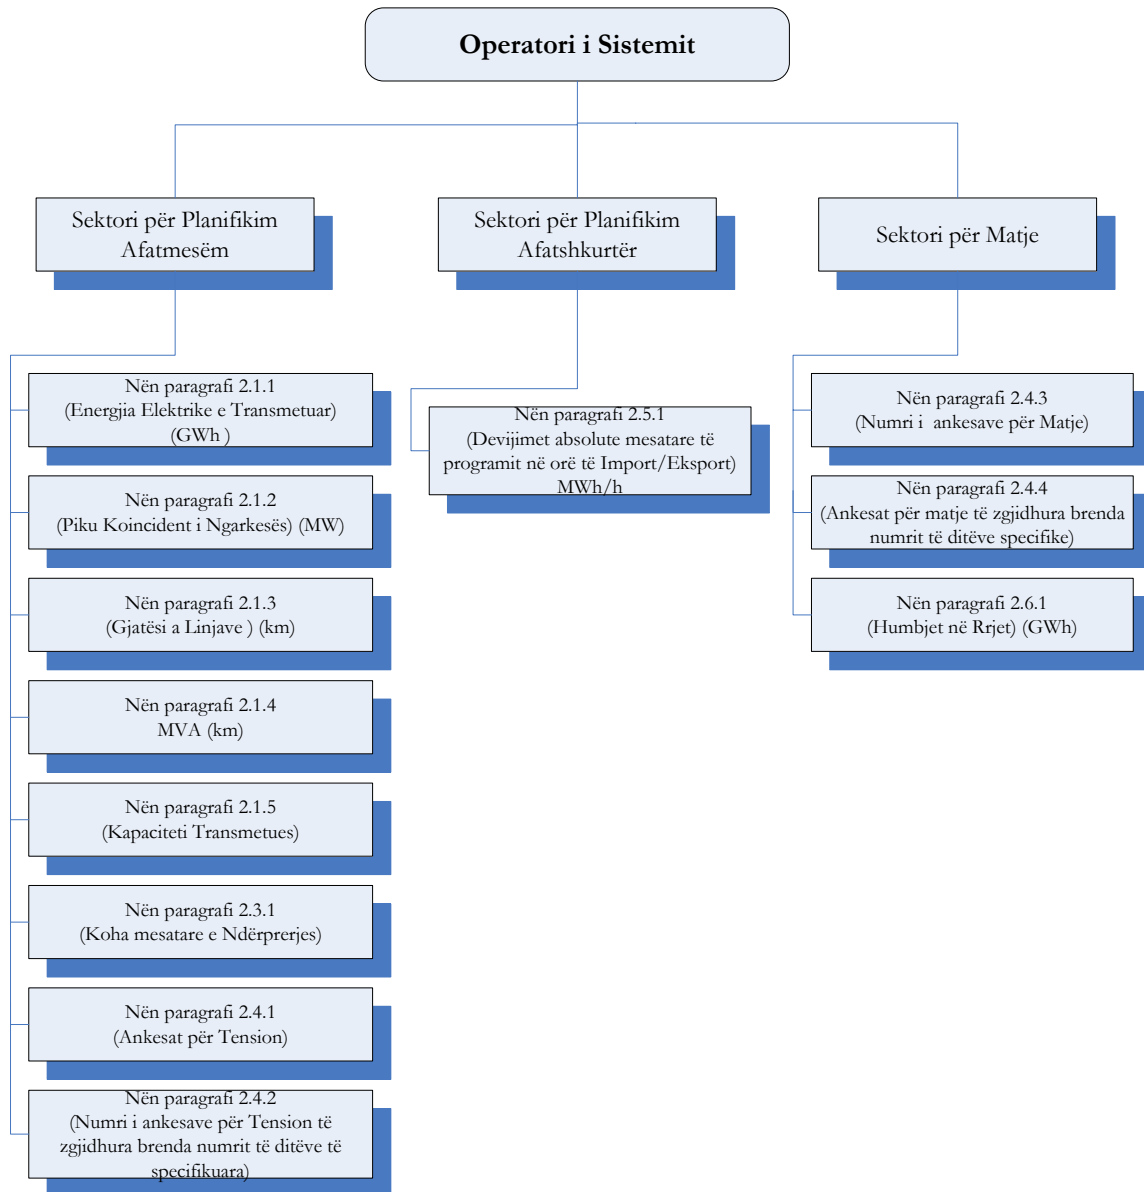 Operatori i Sistemit
Sektori për Planifikim
Afatmesëm
Nën paragrafi 2.1.1
(Energjia Elektrike e Transmetuar)
(GWh )
Nën paragrafi 2.1.2
(Piku Koincident i Ngarkesës) (MW)
Nën paragrafi 2.1.3
(Gjatësi a Linjave ) (km)
Nën paragrafi 2.1.4
MVA (km)
Nën paragrafi 2.1.5
(Kapaciteti Transmetues)
Nën paragrafi 2.3.1
(Koha mesatare e Ndërprerjes)
Nën paragrafi 2.4.1
(Ankesat për Tension)
Nën paragrafi 2.4.2
(Numri i ankesave për Tension të
zgjidhura brenda numrit të ditëve të
specifikuara)
Sektori për Planifikim
Afatshkurtër
Nën paragrafi 2.5.1
(Devijimet absolute mesatare të
programit në orë të Import/Eksport)
MWh/h
Sektori për Matje
Nën paragrafi 2.4.3
(Numri i  ankesave për Matje)
Nën paragrafi 2.4.4
(Ankesat për matje të zgjidhura brenda
numrit të ditëve specifike)
Nën paragrafi 2.6.1
(Humbjet në Rrjet) (GWh)